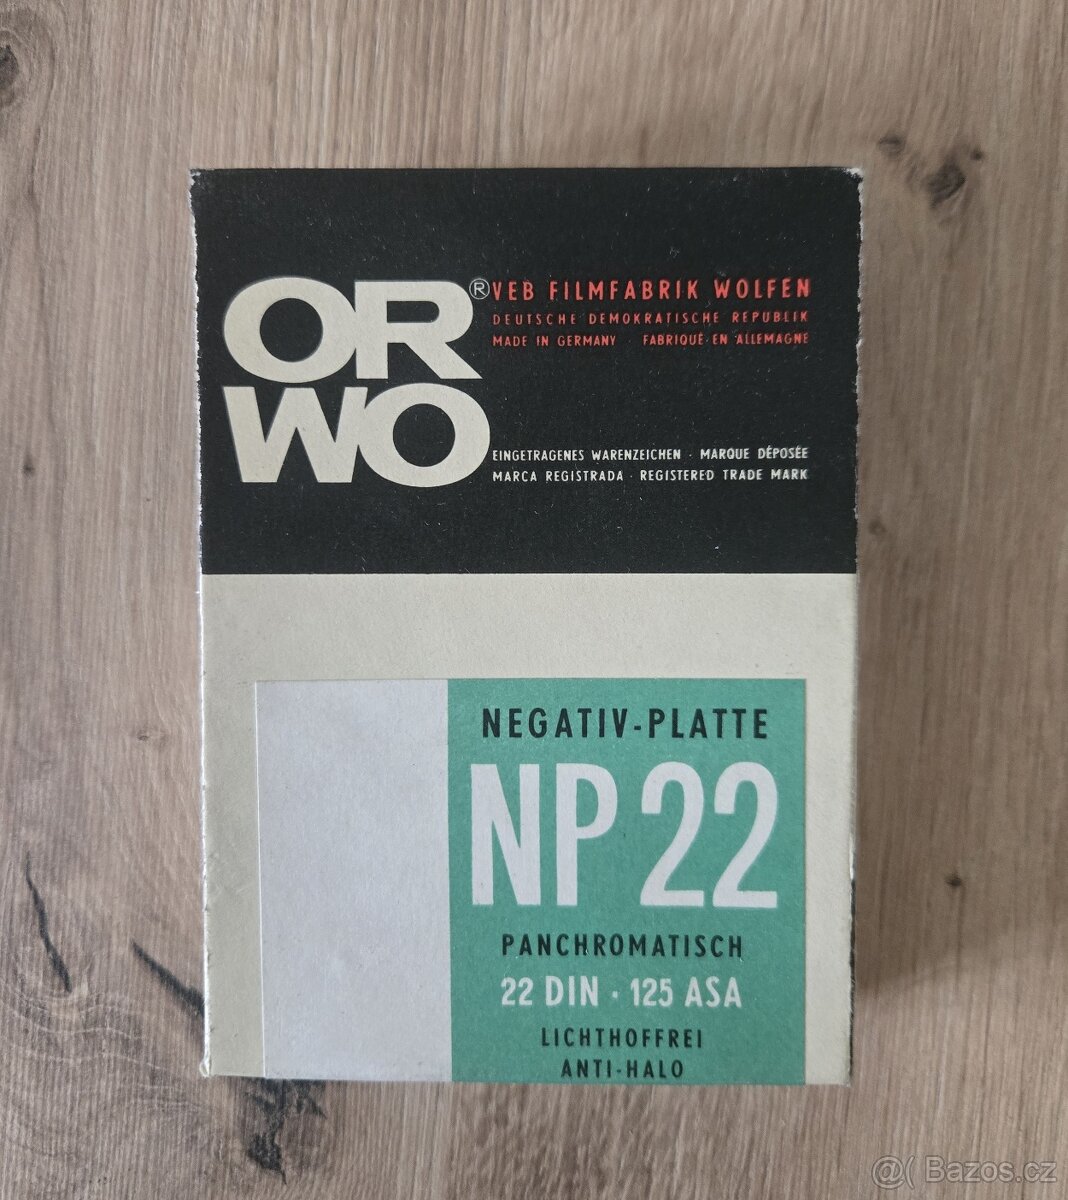 OR
WO
® VEB FILMFABRIK WOLFEN
DEUTSCHE DEMOKRATISCHE REPUBLIK
MADE IN GERMANY · FABRIQUÉ EN ALLEMAGNE
EINGETRAGENES WARENZEICHEN · MARQUE DÉPOSÉE
MARCA REGISTRADA · REGISTERED TRADE MARK
NEGATIV-PLATTE
NP 22
PANCHROMATISCH
22 DIN · 125 ASA
LICHTHOFFREI
ANTI-HALO
@( Bazos.cz